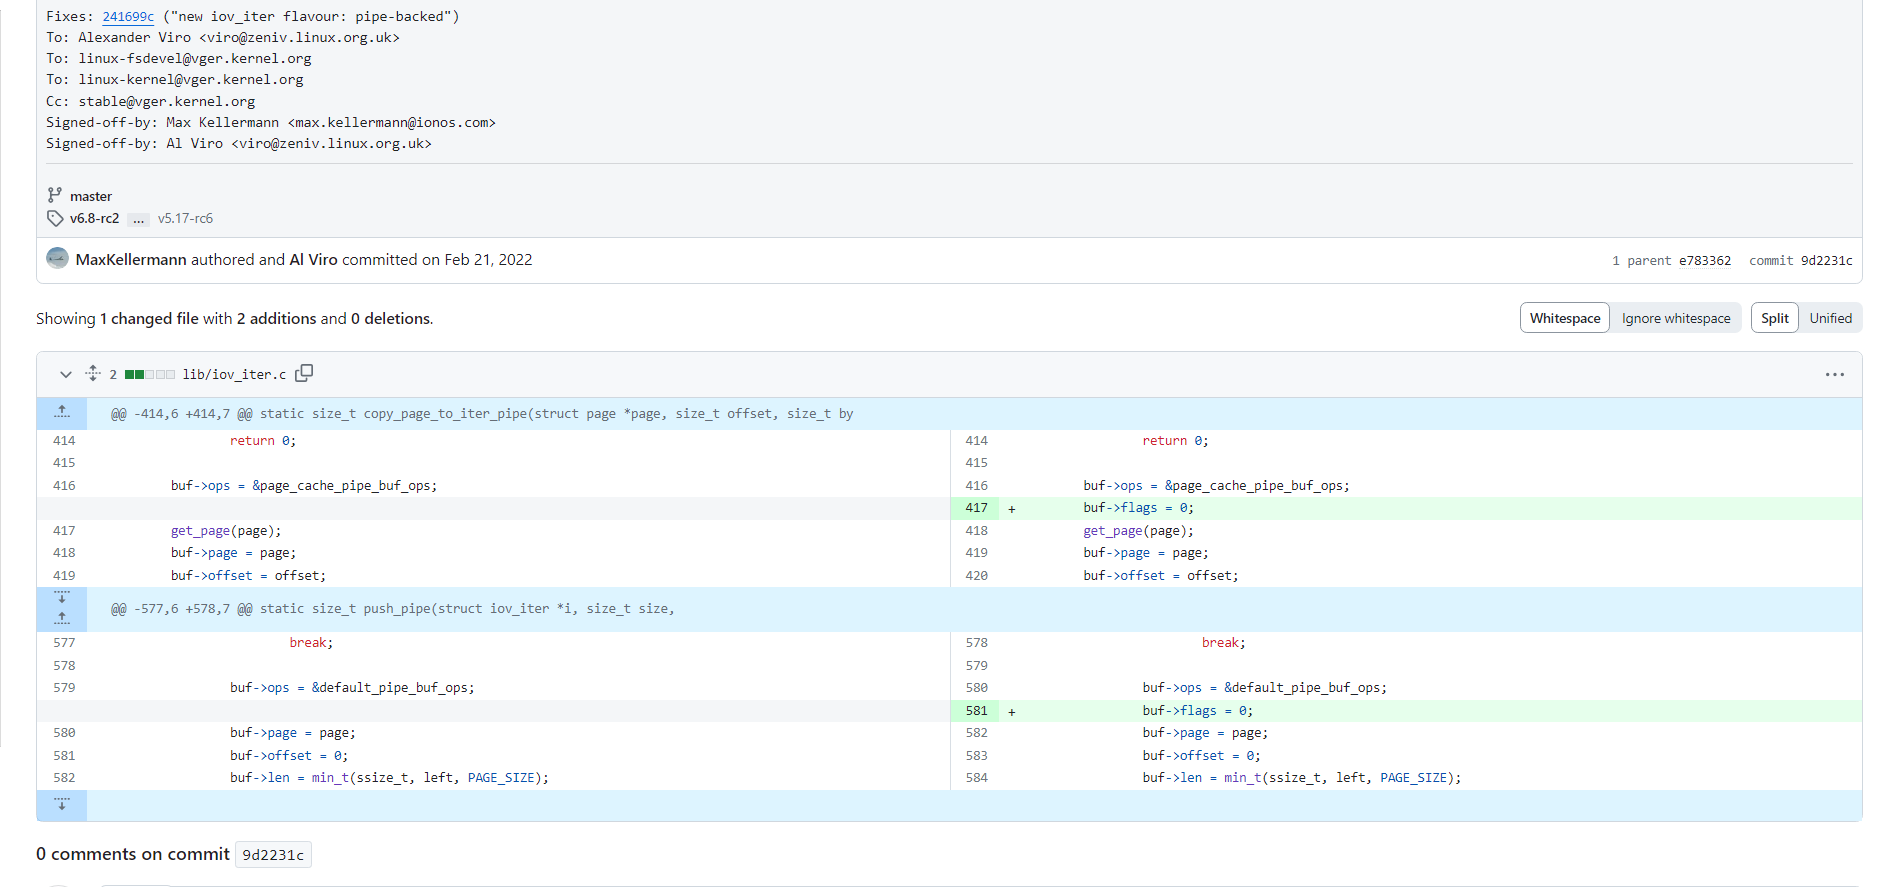 Fixes: 241699c ("new iov_iter flavour: pipe-backed")
To: Alexander Viro <viro@zeniv.linux.org.uk>
To: linux-fsdevel@vger.kernel.org
To: linux-kernel@vger.kernel.org
Cc: stable@vger.kernel.org
Signed-off-by: Max Kellermann <max.kellermann@ionos.com>
Signed-off-by: Al Viro <viro@zeniv.linux.org.uk>
master
v6.8-rc2 ... v5.17-rc6
MaxKellermann authored and Al Viro committed on Feb 21, 2022
1 parent e783362 commit 9d2231c
Showing 1 changed file with 2 additions and 0 deletions.
Whitespace Ignore whitespace Split Unified
2 lib/iov_iter.c
@@ -414,6 +414,7 @@ static size_t copy_page_to_iter_pipe(struct page *page, size_t offset, size_t by
414 return 0; 414 return 0;
415 415
416 buf->ops = &page_cache_pipe_buf_ops; 416 buf->ops = &page_cache_pipe_buf_ops;
417 + buf->flags = 0;
417 get_page(page); 418 get_page(page);
418 buf->page = page; 419 buf->page = page;
419 buf->offset = offset; 420 buf->offset = offset;
@@ -577,6 +578,7 @@ static size_t push_pipe(struct iov_iter *i, size_t size,
577 break; 578 break;
578 579
579 buf->ops = &default_pipe_buf_ops; 580 buf->ops = &default_pipe_buf_ops;
581 + buf->flags = 0;
580 buf->page = page; 582 buf->page = page;
581 buf->offset = 0; 583 buf->offset = 0;
582 buf->len = min_t(ssize_t, left, PAGE_SIZE); 584 buf->len = min_t(ssize_t, left, PAGE_SIZE);
0 comments on commit 9d2231c